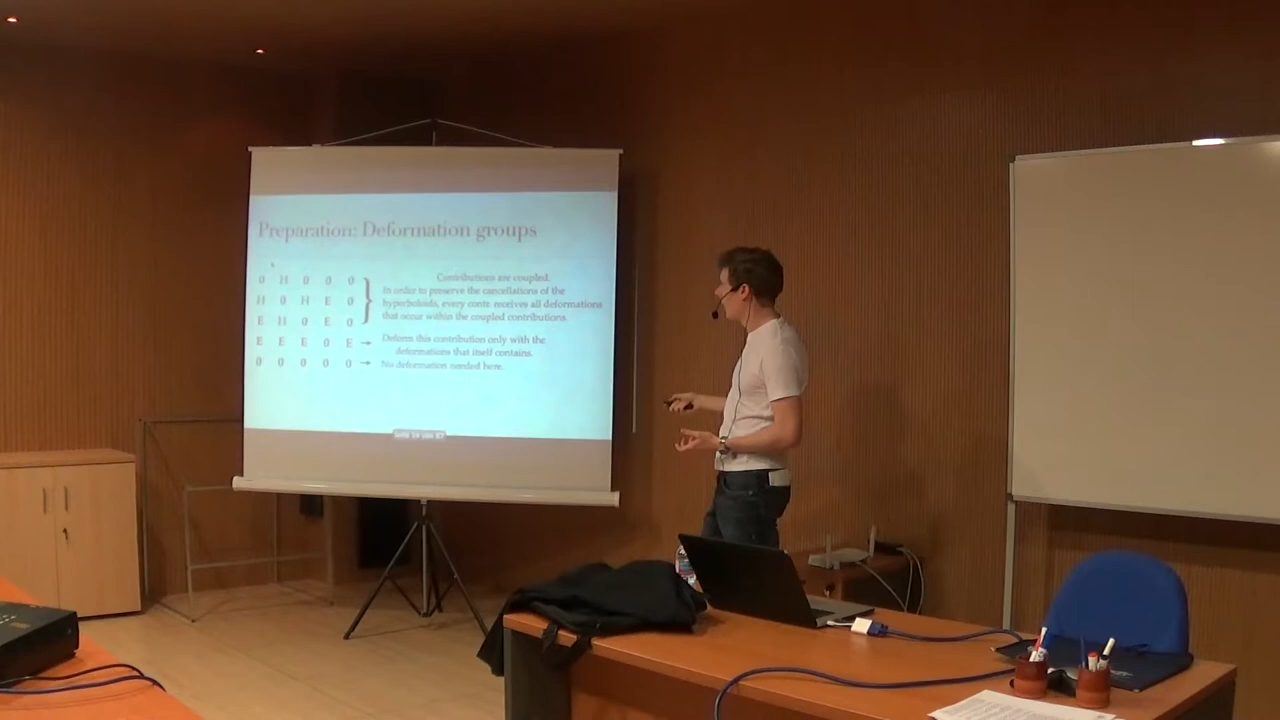 Preparation: Deformation groups
0 H 0 0 0
H 0 H E 0
E H 0 E 0
E E E 0 E →
0 0 0 0 0 →
Contributions are coupled.
In order to preserve the cancellations of the
hyperboloids, every contr. receives all deformations
that occur within the coupled contributions.
Deform this contribution only with the
deformations that itself contains.
No deformation needed here.